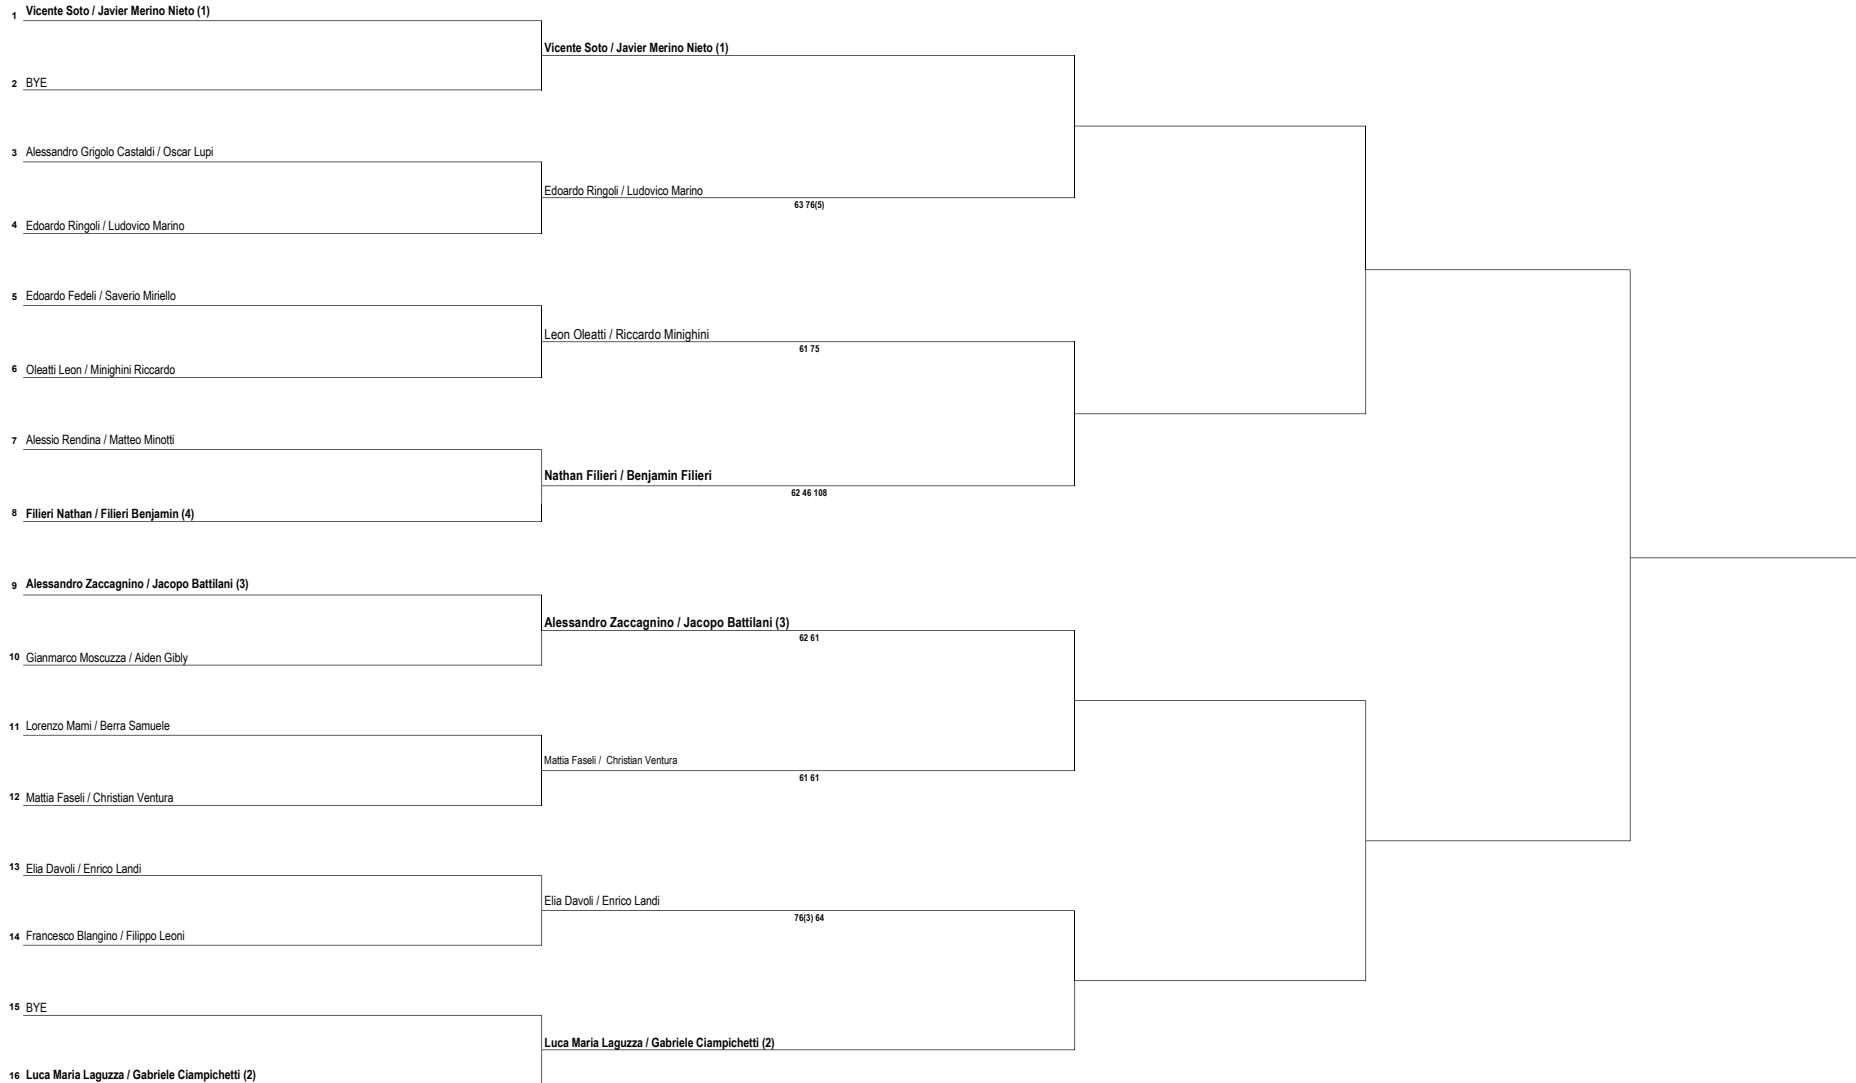 1 Vicente Soto / Javier Merino Nieto (1)
Vicente Soto / Javier Merino Nieto (1)
2 BYE
3 Alessandro Grigolo Castaldi / Oscar Lupi
Edoardo Ringoli / Ludovico Marino
63 76(5)
4 Edoardo Ringoli / Ludovico Marino
5 Edoardo Fedeli / Saverio Miriello
Leon Oleatti / Riccardo Minighini
61 75
6 Oleatti Leon / Minighini Riccardo
7 Alessio Rendina / Matteo Minotti
Nathan Filieri / Benjamin Filieri
62 46 108
8 Filieri Nathan / Filieri Benjamin (4)
9 Alessandro Zaccagnino / Jacopo Battilani (3)
Alessandro Zaccagnino / Jacopo Battilani (3)
62 61
10 Gianmarco Moscuzza / Aiden Gibly
11 Lorenzo Mami / Berra Samuele
Mattia Faseli / Christian Ventura
61 61
12 Mattia Faseli / Christian Ventura
13 Elia Davoli / Enrico Landi
Elia Davoli / Enrico Landi
76(3) 64
14 Francesco Blangino / Filippo Leoni
15 BYE
Luca Maria Laguzza / Gabriele Ciampichetti (2)
16 Luca Maria Laguzza / Gabriele Ciampichetti (2)